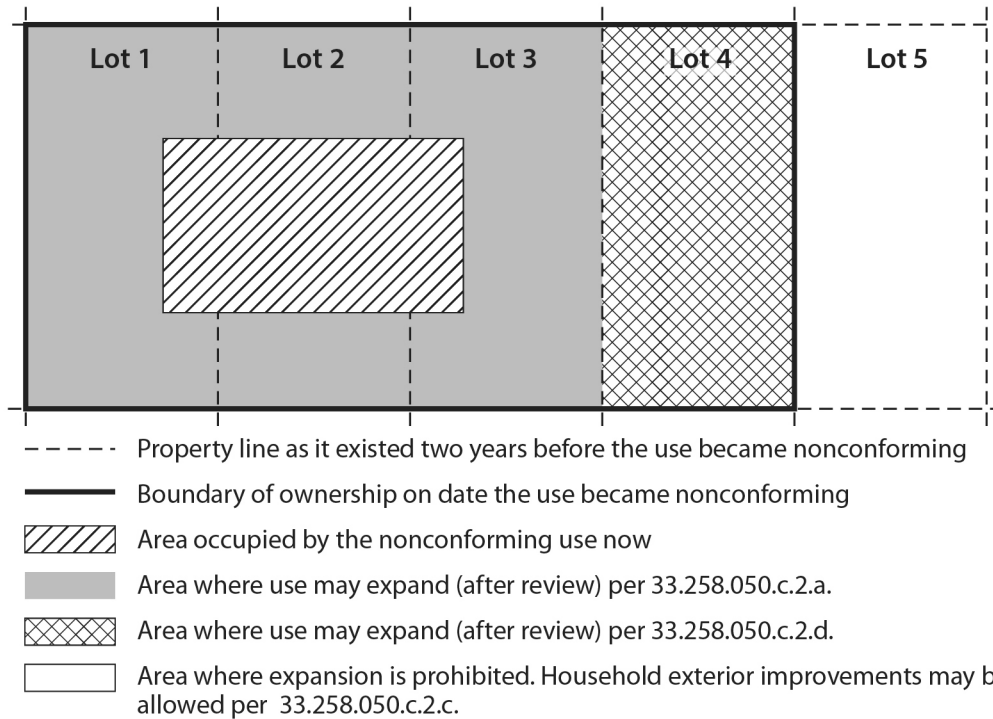 Lot 1 Lot 2 Lot 3 Lot 4 Lot 5
Property line as it existed two years before the use became nonconforming
Boundary of ownership on date the use became nonconforming
Area occupied by the nonconforming use now
Area where use may expand (after review) per 33.258.050.c.2.a.
Area where use may expand (after review) per 33.258.050.c.2.d.
Area where expansion is prohibited. Household exterior improvements may
allowed per 33.258.050.c.2.c.